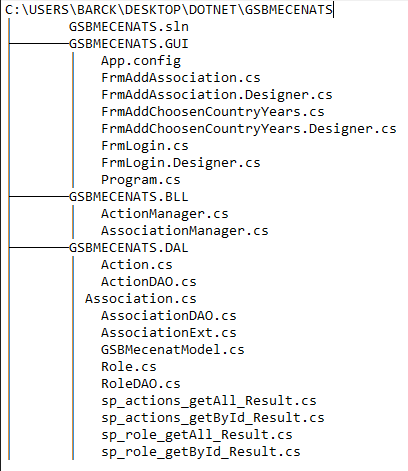 C:\USERS\BARCK\DESKTOP\DOTNET\GSBMECENATS
GSBMECENATS.sln
GSBMECENATS.GUI
App.config
FrmAddAssociation.cs
FrmAddAssociation.Designer.cs
FrmAddChoosenCountryYears.cs
FrmAddChoosenCountryYears.Designer.cs
FrmLogin.cs
FrmLogin.Designer.cs
Program.cs
GSBMECENATS.BLL
ActionManager.cs
AssociationManager.cs
GSBMECENATS.DAL
Action.cs
ActionDAO.cs
Association.cs
AssociationDAO.cs
AssociationExt.cs
GSBMecenatModel.cs
Role.cs
RoleDAO.cs
sp_actions_getAll_Result.cs
sp_actions_getById_Result.cs
sp_role_getAll_Result.cs
sp_role_getById_Result.cs